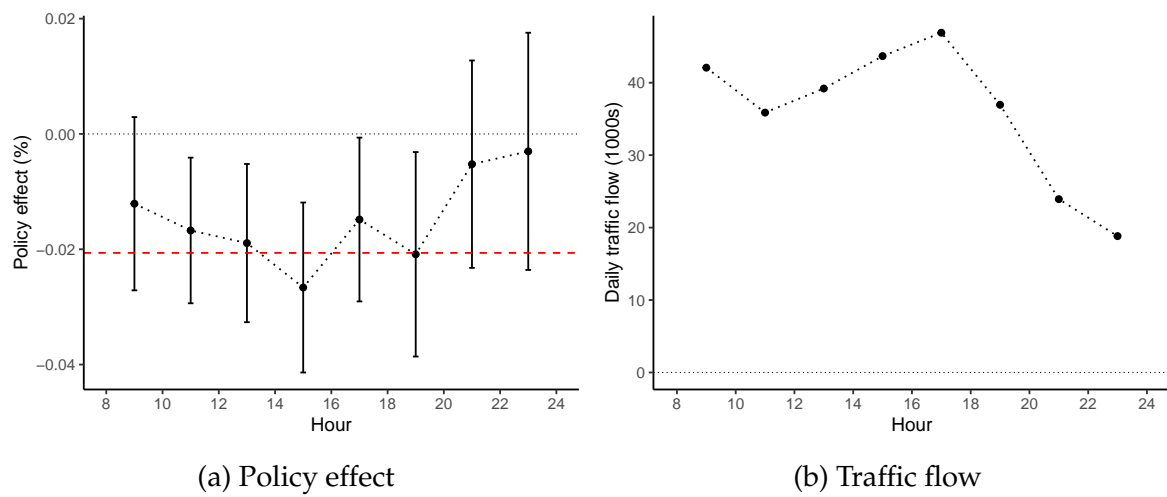 0.02
0.00
−0.02
−0.04
Policy effect (%)
8 10 12 14 16 18 20 22 24
Hour
(a) Policy effect
40
30
20
10
0
Daily traffic flow (1000s)
8 10 12 14 16 18 20 22 24
Hour
(b) Traffic flow